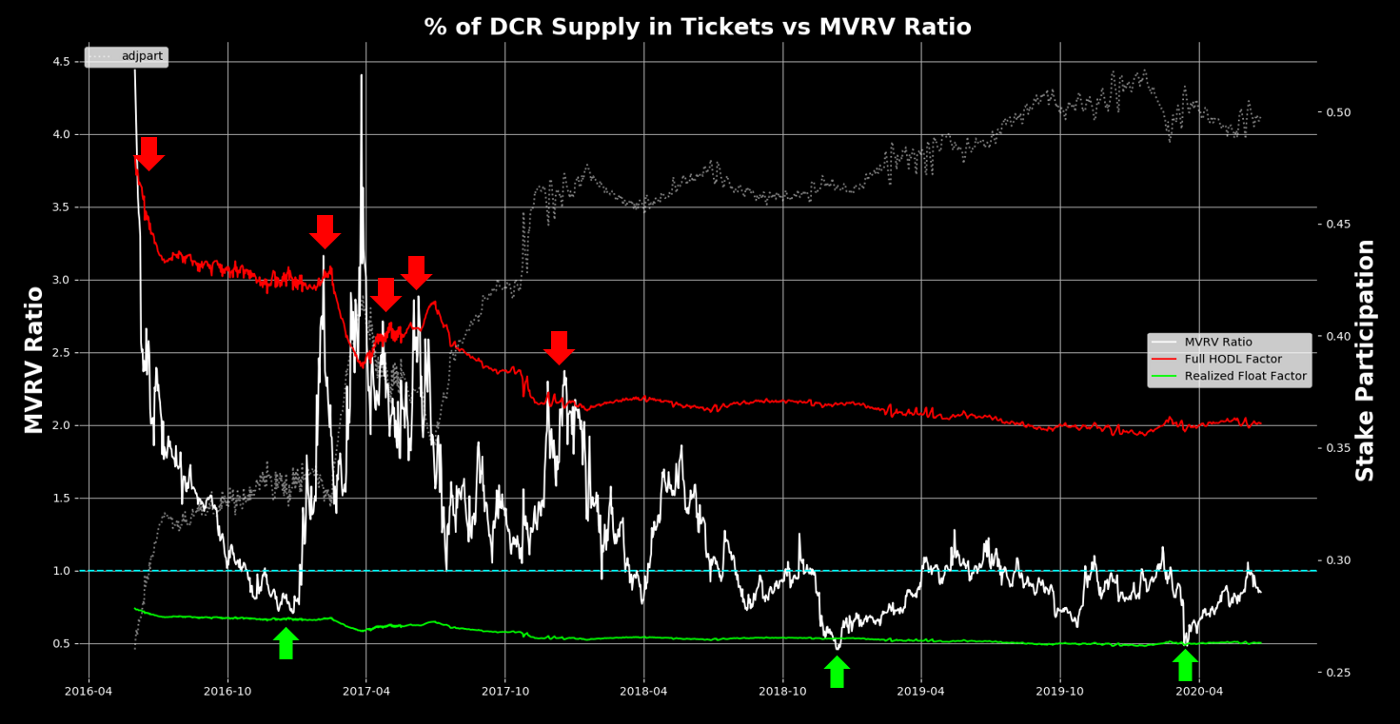 % of DCR Supply in Tickets vs MVRV Ratio
adjpart
4.5
4.0
3.5
3.0
2.5
2.0
1.5
1.0
0.5
MVRV Ratio
0.50
0.45
0.40
0.35
0.30
0.25
Stake Participation
MVRV Ratio
Full HODL Factor
Realized Float Factor
2016-04 2016-10 2017-04 2017-10 2018-04 2018-10 2019-04 2019-10 2020-04